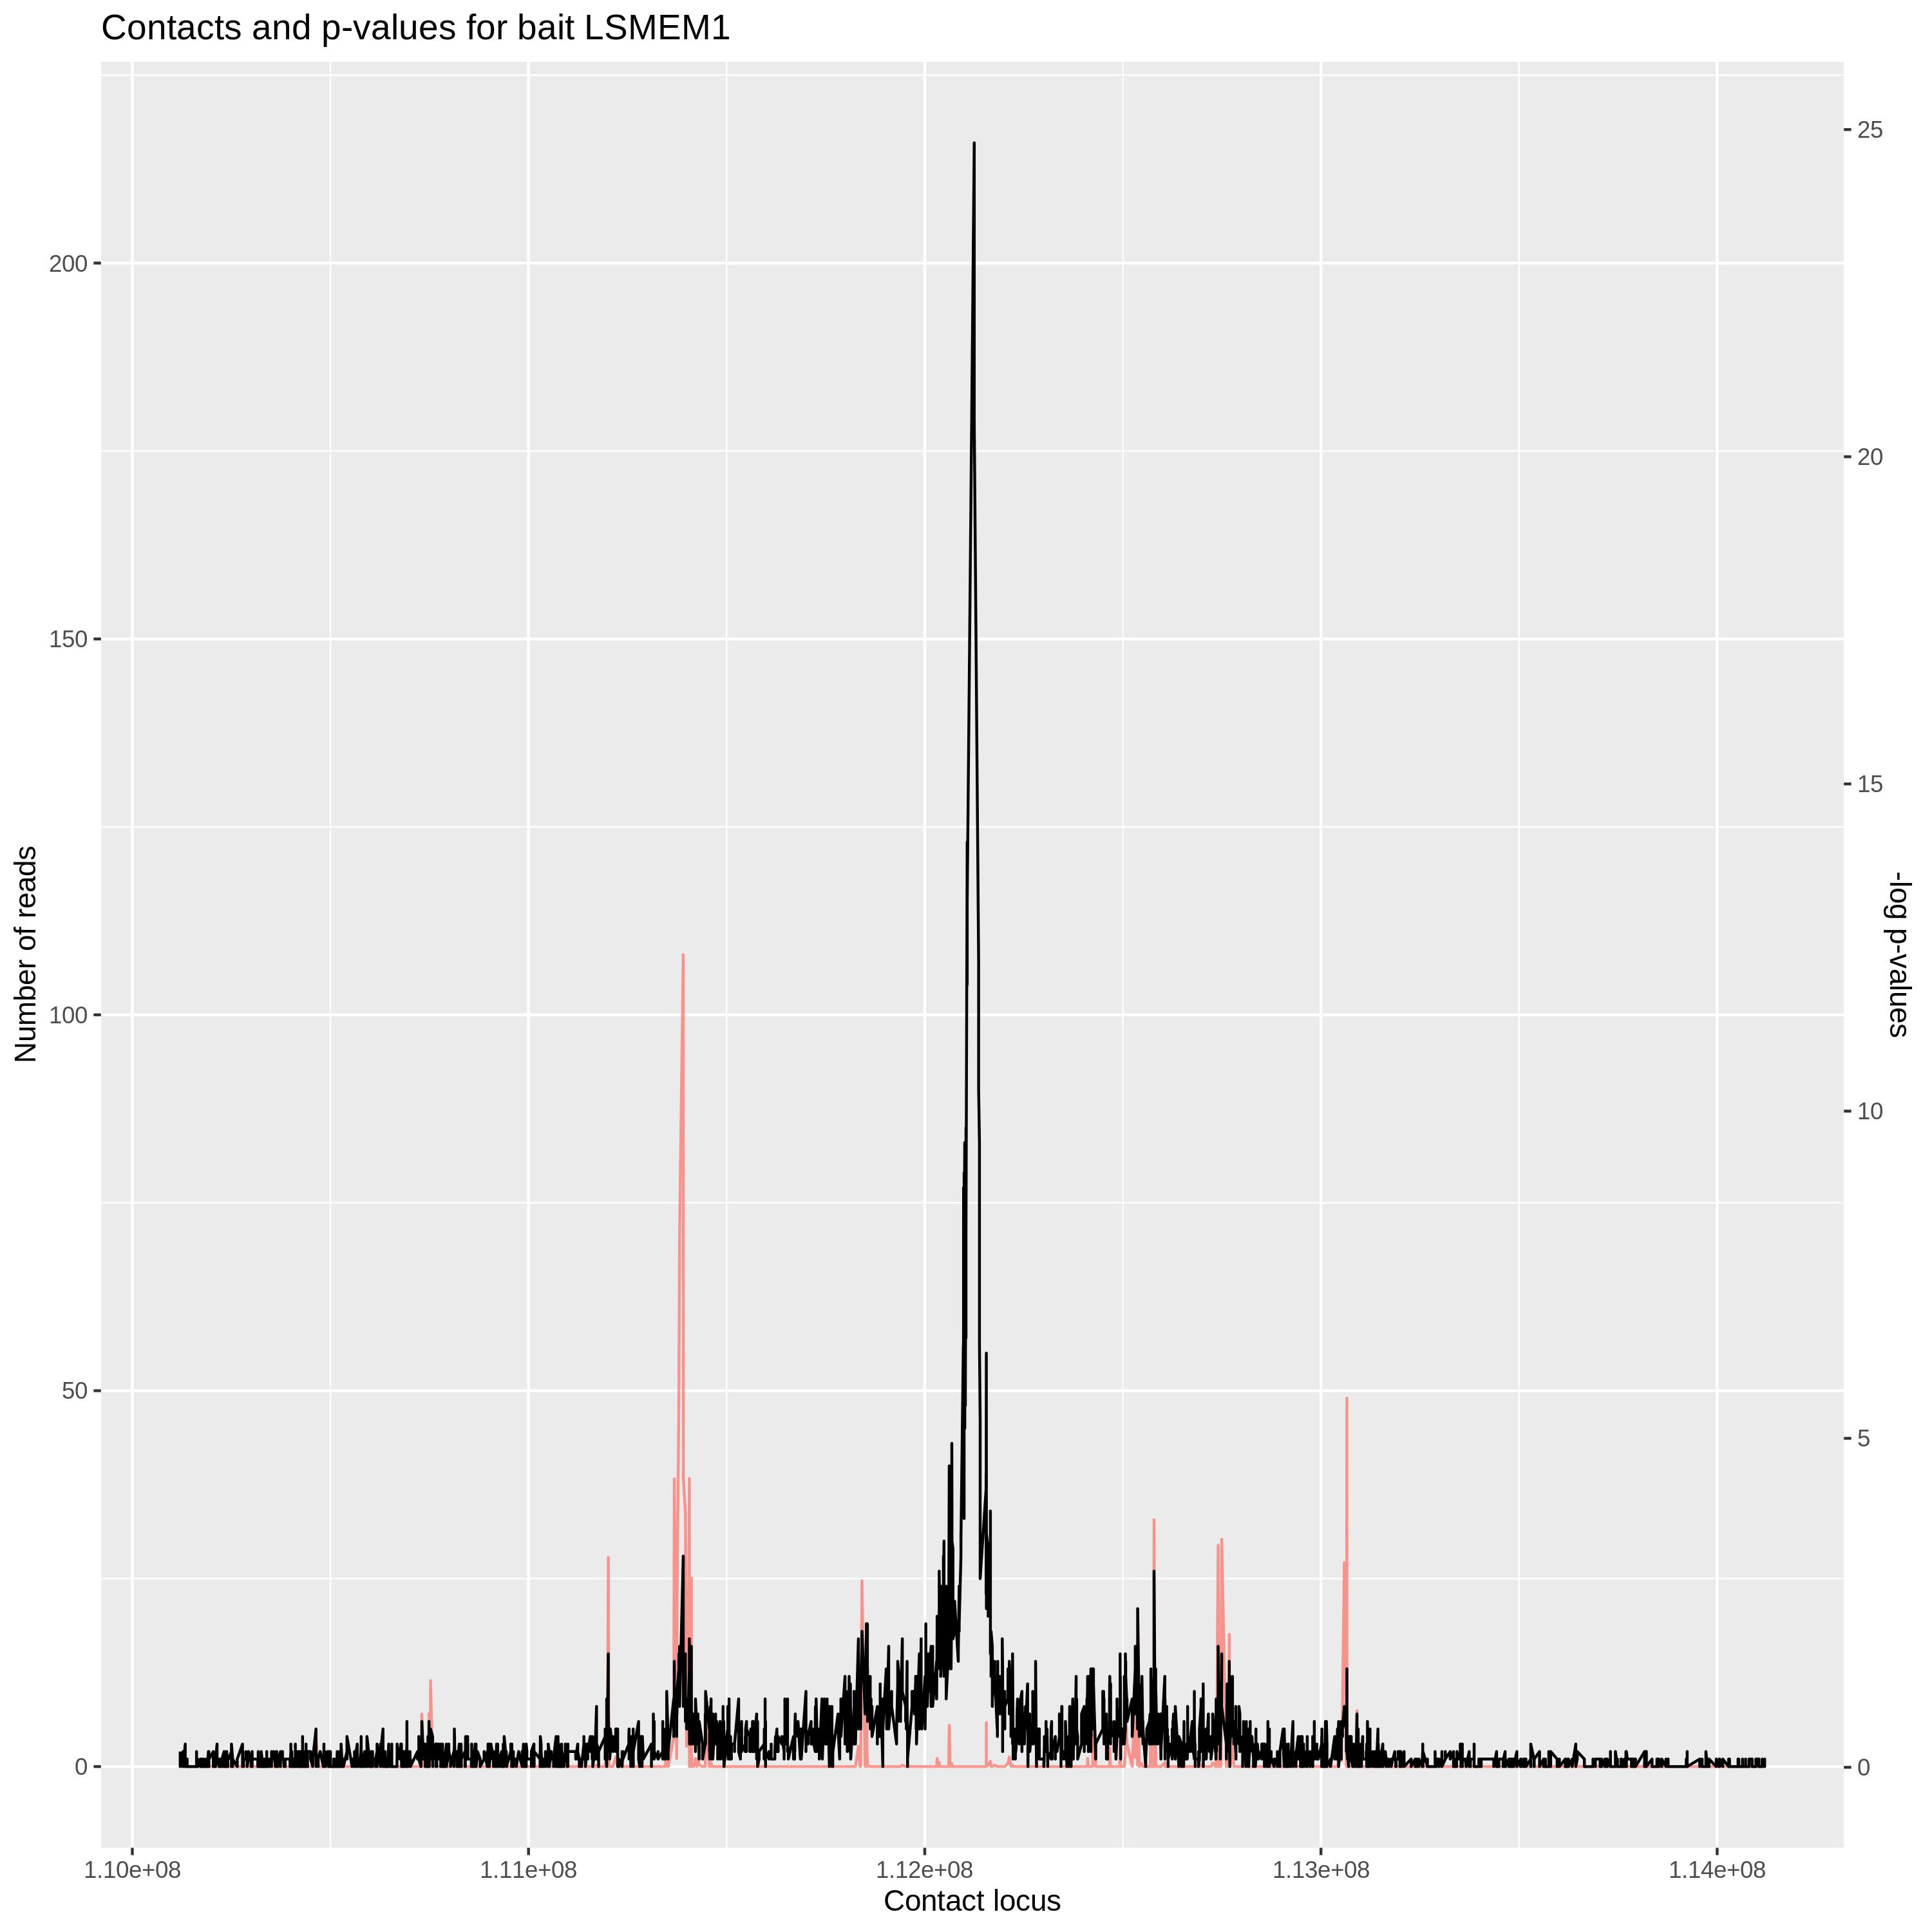 Contacts and p-values for bait LSMEM1
Number of reads
200
150
100
50
0
25
20
15
10
5
0
-log p-values
1.10e+08
1.11e+08
1.12e+08
1.13e+08
1.14e+08
Contact locus